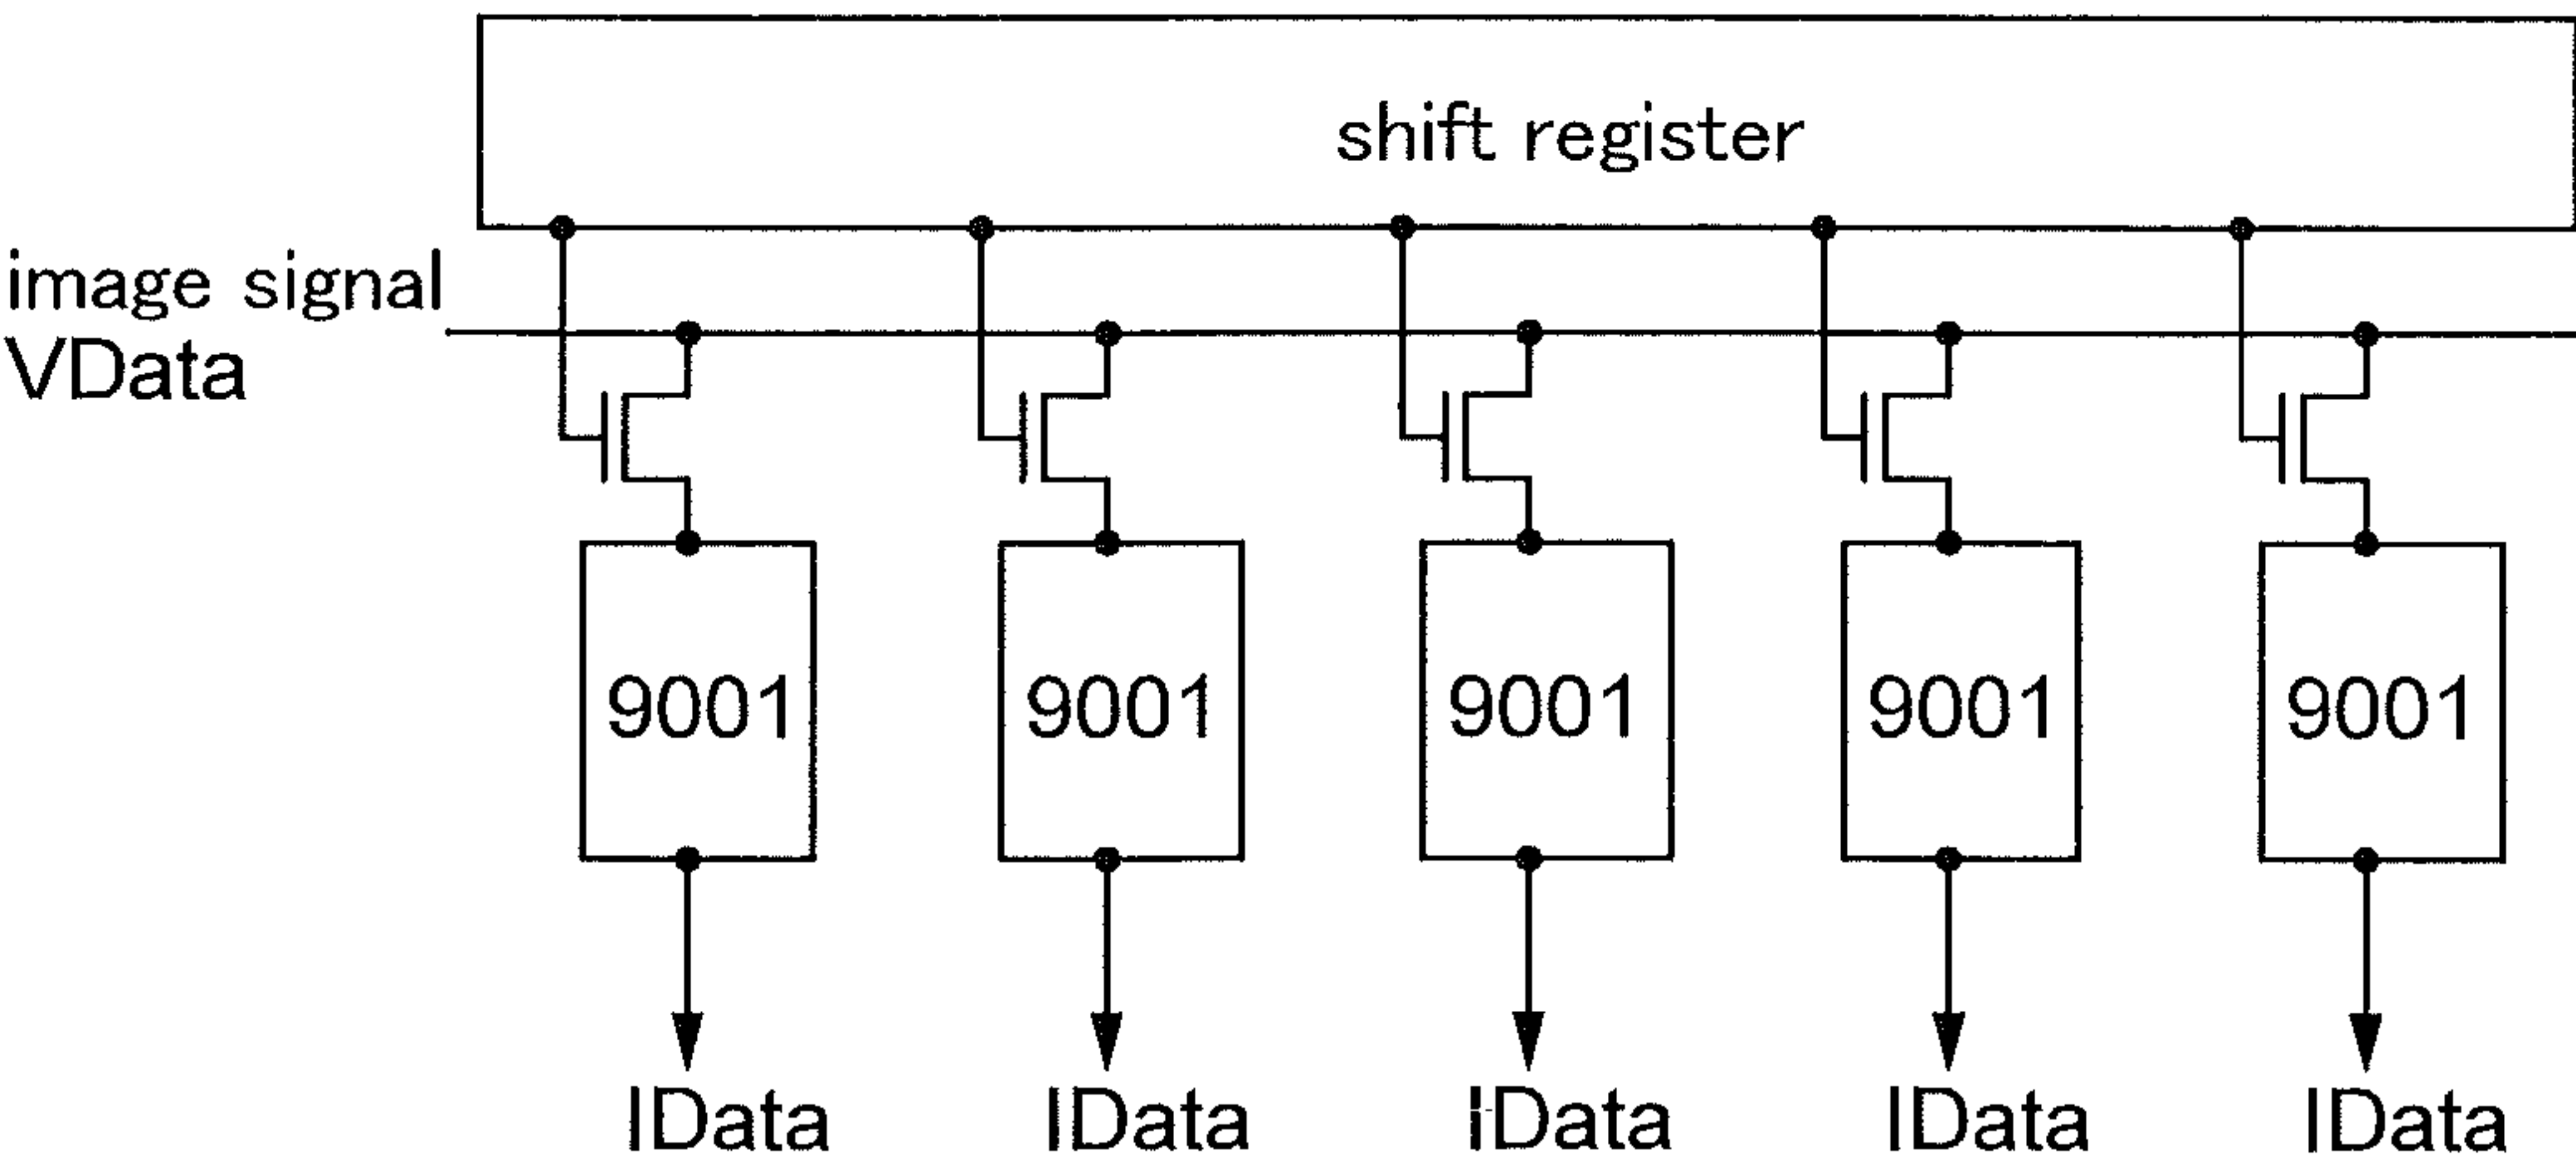 shift register
image signal
VData
9001 9001 9001 9001 9001
IData IData IData IData IData